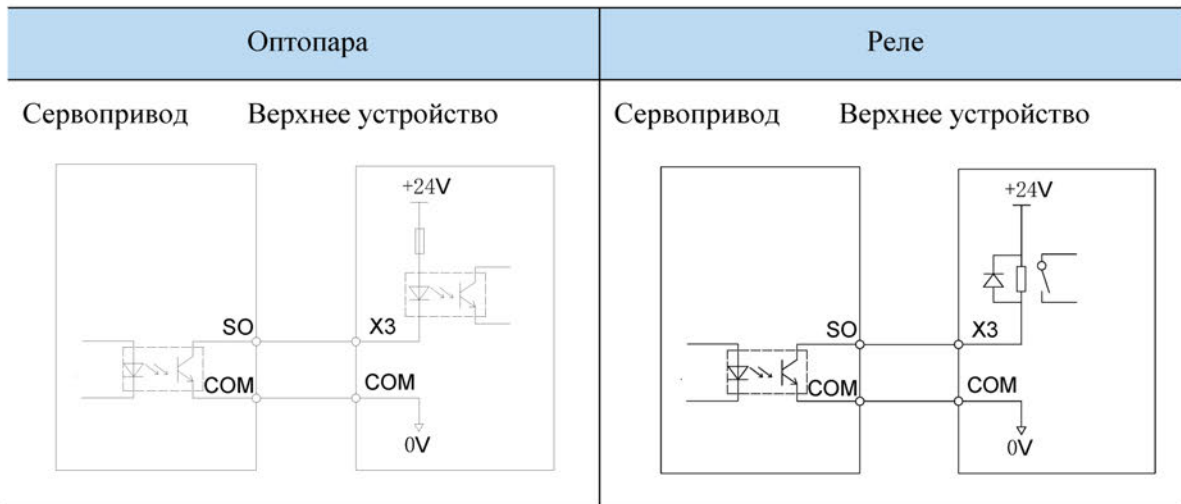 Оптопара
Реле
Сервопривод Верхнее устройство
+24V
SO
X3
COM
COM
0V
Сервопривод Верхнее устройство
+24V
SO
X3
COM
COM
0V